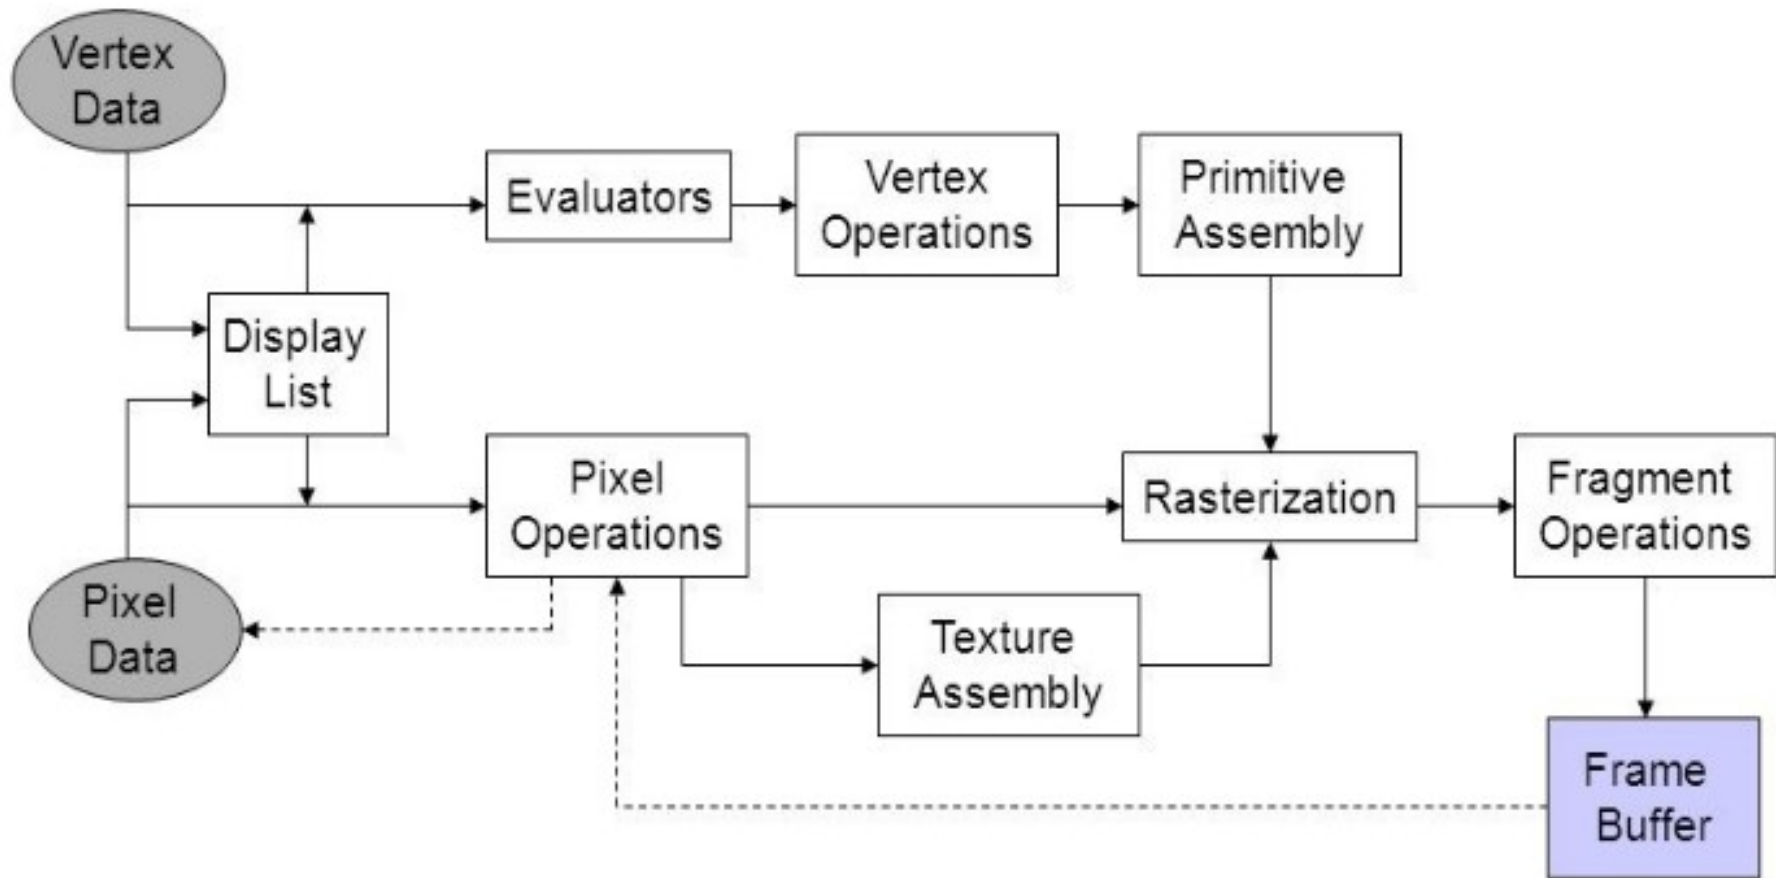 Vertex
Data
Evaluators
Vertex
Operations
Primitive
Assembly
Display
List
Pixel
Operations
Rasterization
Fragment
Operations
Pixel
Data
Texture
Assembly
Frame
Buffer